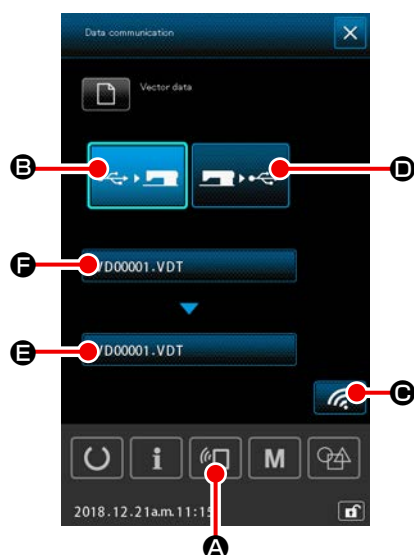 Data communication
Vector data
B
D
VD00001.VDT
F
VD00001.VDT
E
C
M
2018.12.21a.m.11:15
A